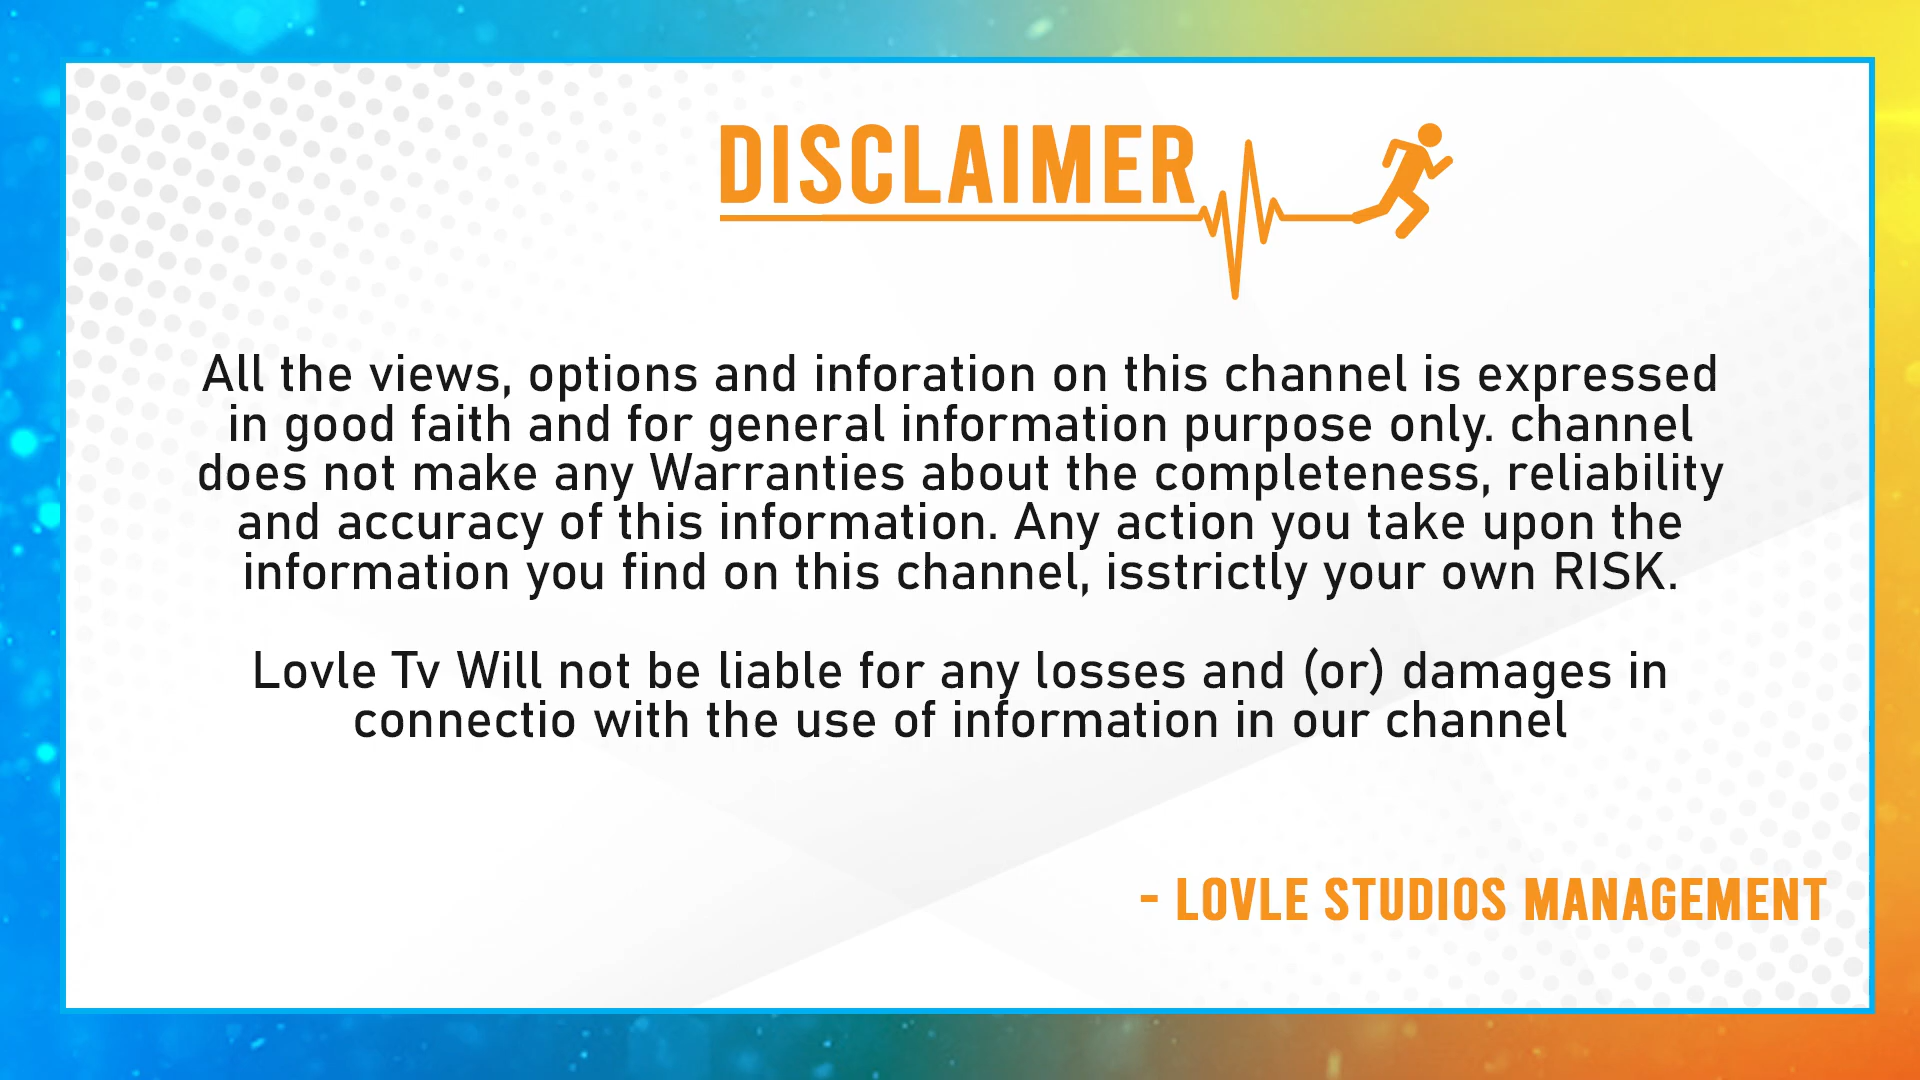 DISCLAIMER
All the views, options and inforation on this channel is expressed
in good faith and for general information purpose only. channel
does not make any Warranties about the completeness, reliability
and accuracy of this information. Any action you take upon the
information you find on this channel, isstrictly your own RISK.
Lovle Tv Will not be liable for any losses and (or) damages in
connectio with the use of information in our channel
- LOVLE STUDIOS MANAGEMENT